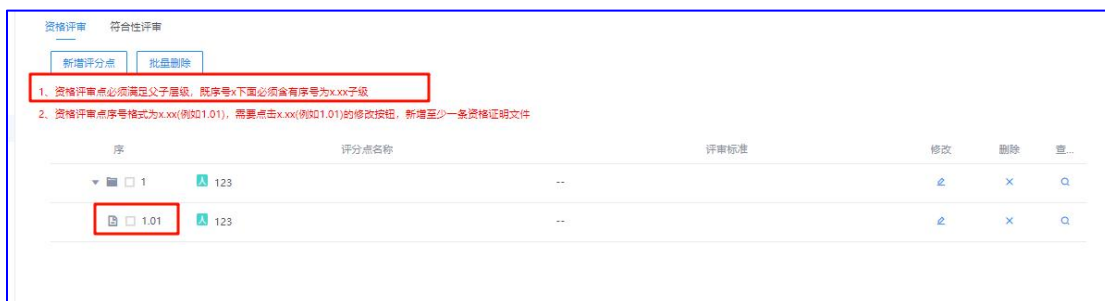 资格评审 符合性评审
新增评分点 批量删除
1、资格评审点必须满足父子层级，既序号x下面必须含有序号为x.xx子级
2、资格评审点序号格式为x.xx(例如1.01)，需要点击x.xx(例如1.01)的修改按钮，新增至少一条资格证明文件
序 评分点名称 评审标准 修改 删除 查...
1 人 123 --
1.01 人 123 --